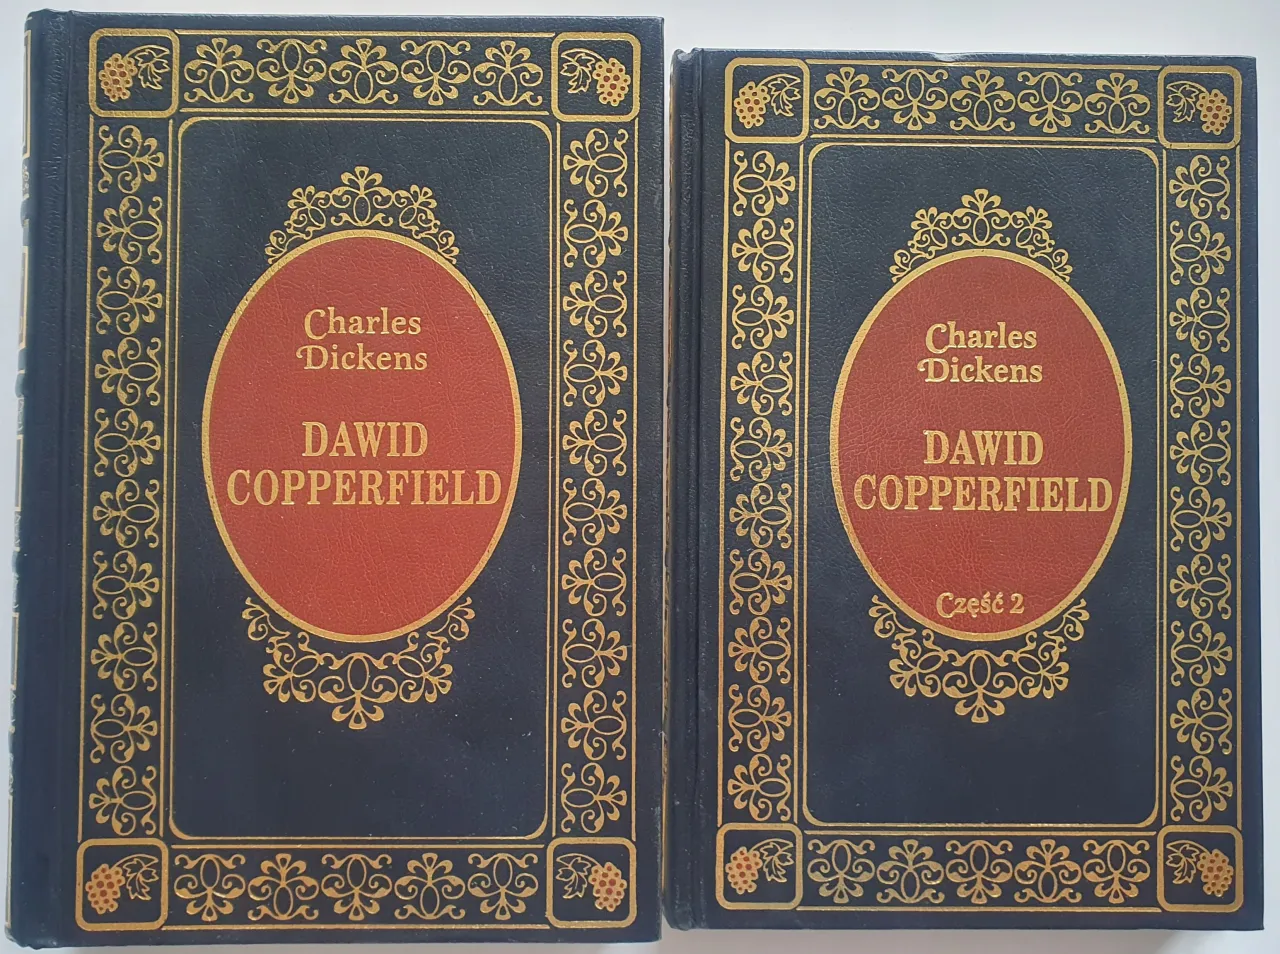 Charles
Dickens
DAWID
COPPERFIELD
Charles
Dickens
DAWID
COPPERFIELD
Część 2